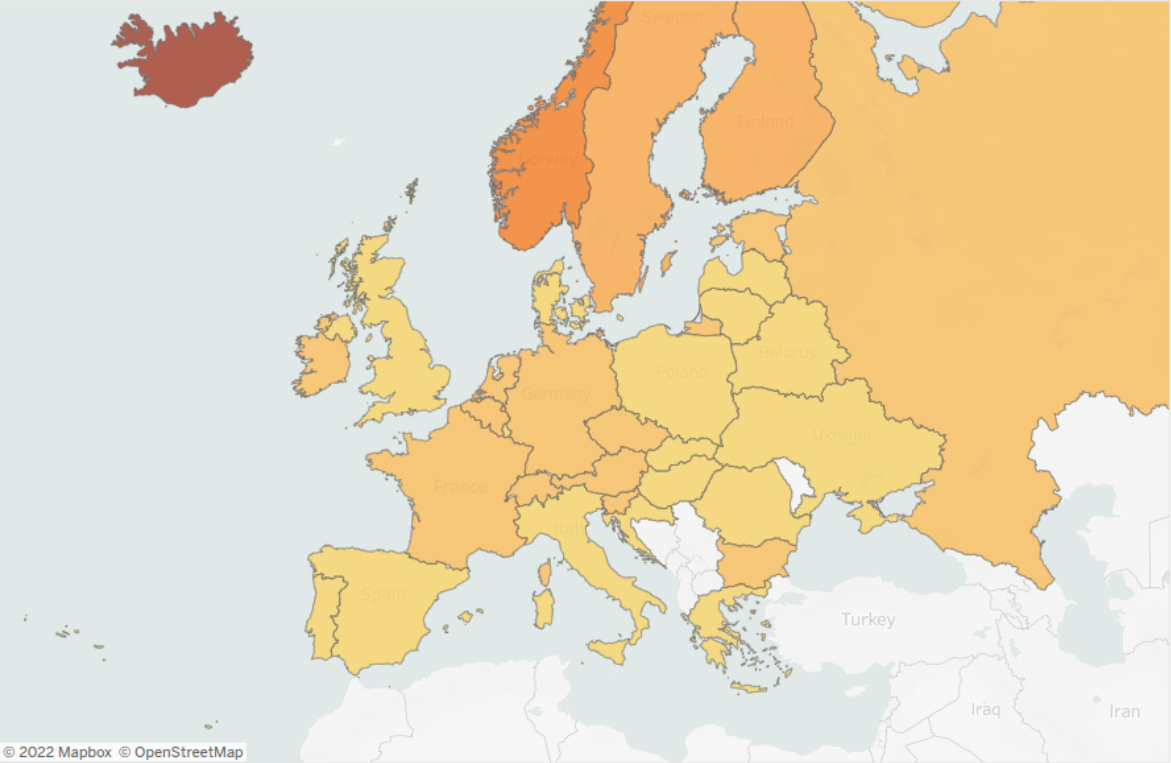 Sweden
Finland
Norway
Belarus
Poland
Germany
Ukraine
France
Italy
Spain
Turkey
Iraq
Iran
© 2022 Mapbox © OpenStreetMap